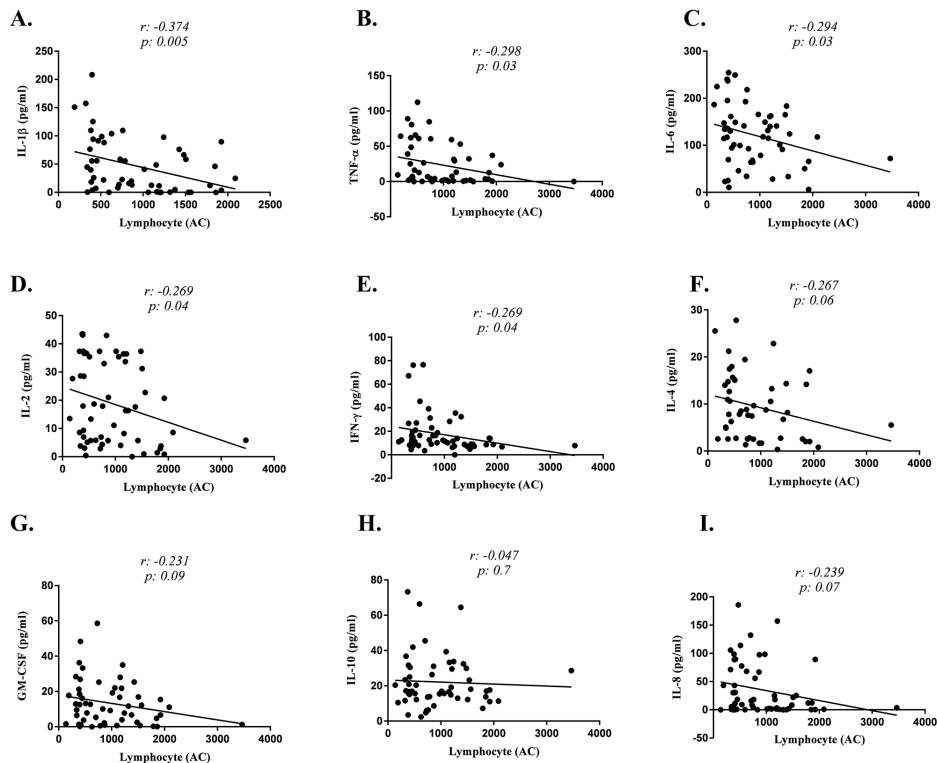 A.
r: -0.374
p: 0.005
250
200
150
100
50
0
IL-1β (pg/ml)
0 500 1000 1500 2000 2500
Lymphocyte (AC)
B.
r: -0.298
p: 0.03
150
100
50
0
-50
TNF-α (pg/ml)
1000 2000 3000 4000
Lymphocyte (AC)
C.
r: -0.294
p: 0.03
300
200
100
0
IL-6 (pg/ml)
0 1000 2000 3000 4000
Lymphocyte (AC)
D.
r: -0.269
p: 0.04
50
40
30
20
10
0
IL-2 (pg/ml)
0 1000 2000 3000 4000
Lymphocyte (AC)
E.
r: -0.269
p: 0.04
100
80
60
40
20
0
-20
IFN-γ (pg/ml)
1000 2000 3000 4000
Lymphocyte (AC)
F.
r: -0.267
p: 0.06
30
20
10
0
IL-4 (pg/ml)
0 1000 2000 3000 4000
Lymphocyte (AC)
G.
r: -0.231
p: 0.09
80
60
40
20
0
GM-CSF (pg/ml)
0 1000 2000 3000 4000
Lymphocyte (AC)
H.
r: -0.047
p: 0.7
80
60
40
20
0
IL-10 (pg/ml)
0 1000 2000 3000 4000
Lymphocyte (AC)
I.
r: -0.239
p: 0.07
250
200
150
100
50
0
-50
IL-8 (pg/ml)
1000 2000 3000 4000
Lymphocyte (AC)